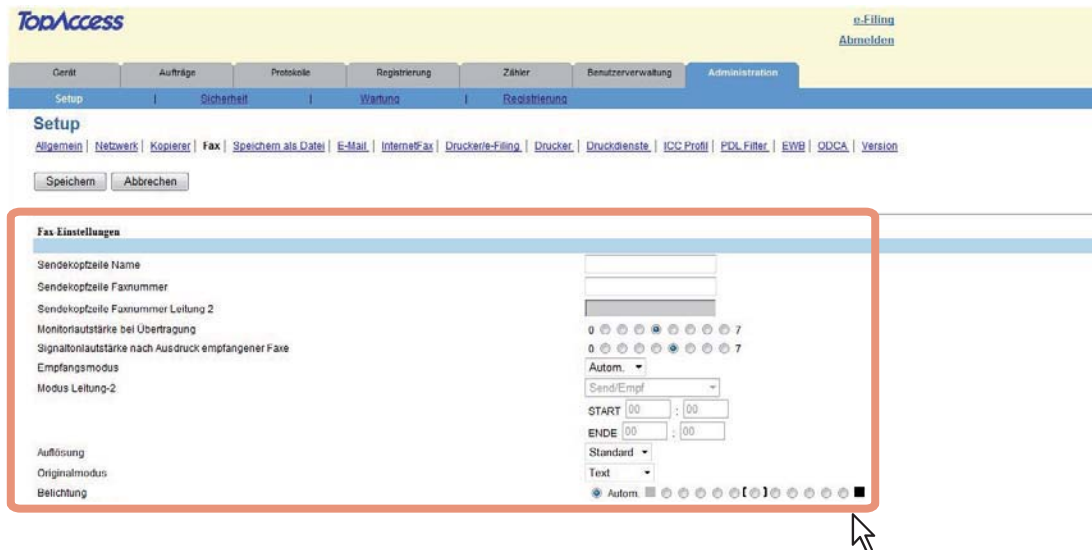 TopAccess
e-Filing
Abmelden
Gerät Aufträge Protokolle Registrierung Zähler Benutzerverwaltung Administration
Setup | Sicherheit | Wartung | Registrierung
Setup
Allgemein | Netzwerk | Kopierer | Fax | Speichern als Datei | E-Mail | InternetFax | Drucker/e-Filing | Drucker | Druckdienste | ICC Profil | PDL Filter | EWB | ODCA | Version
Speichern Abbrechen
Fax-Einstellungen
Sendekopfzeile Name
Sendekopfzeile Faxnummer
Sendekopfzeile Faxnummer Leitung 2
Monitorlautstärke bei Übertragung 0 7
Signaltonlautstärke nach Ausdruck empfangener Faxe 0 7
Empfangsmodus Autom.
Modus Leitung-2 Send/Empf
START 00 : 00
ENDE 00 : 00
Auflösung Standard
Originalmodus Text
Belichtung Autom. [ ]